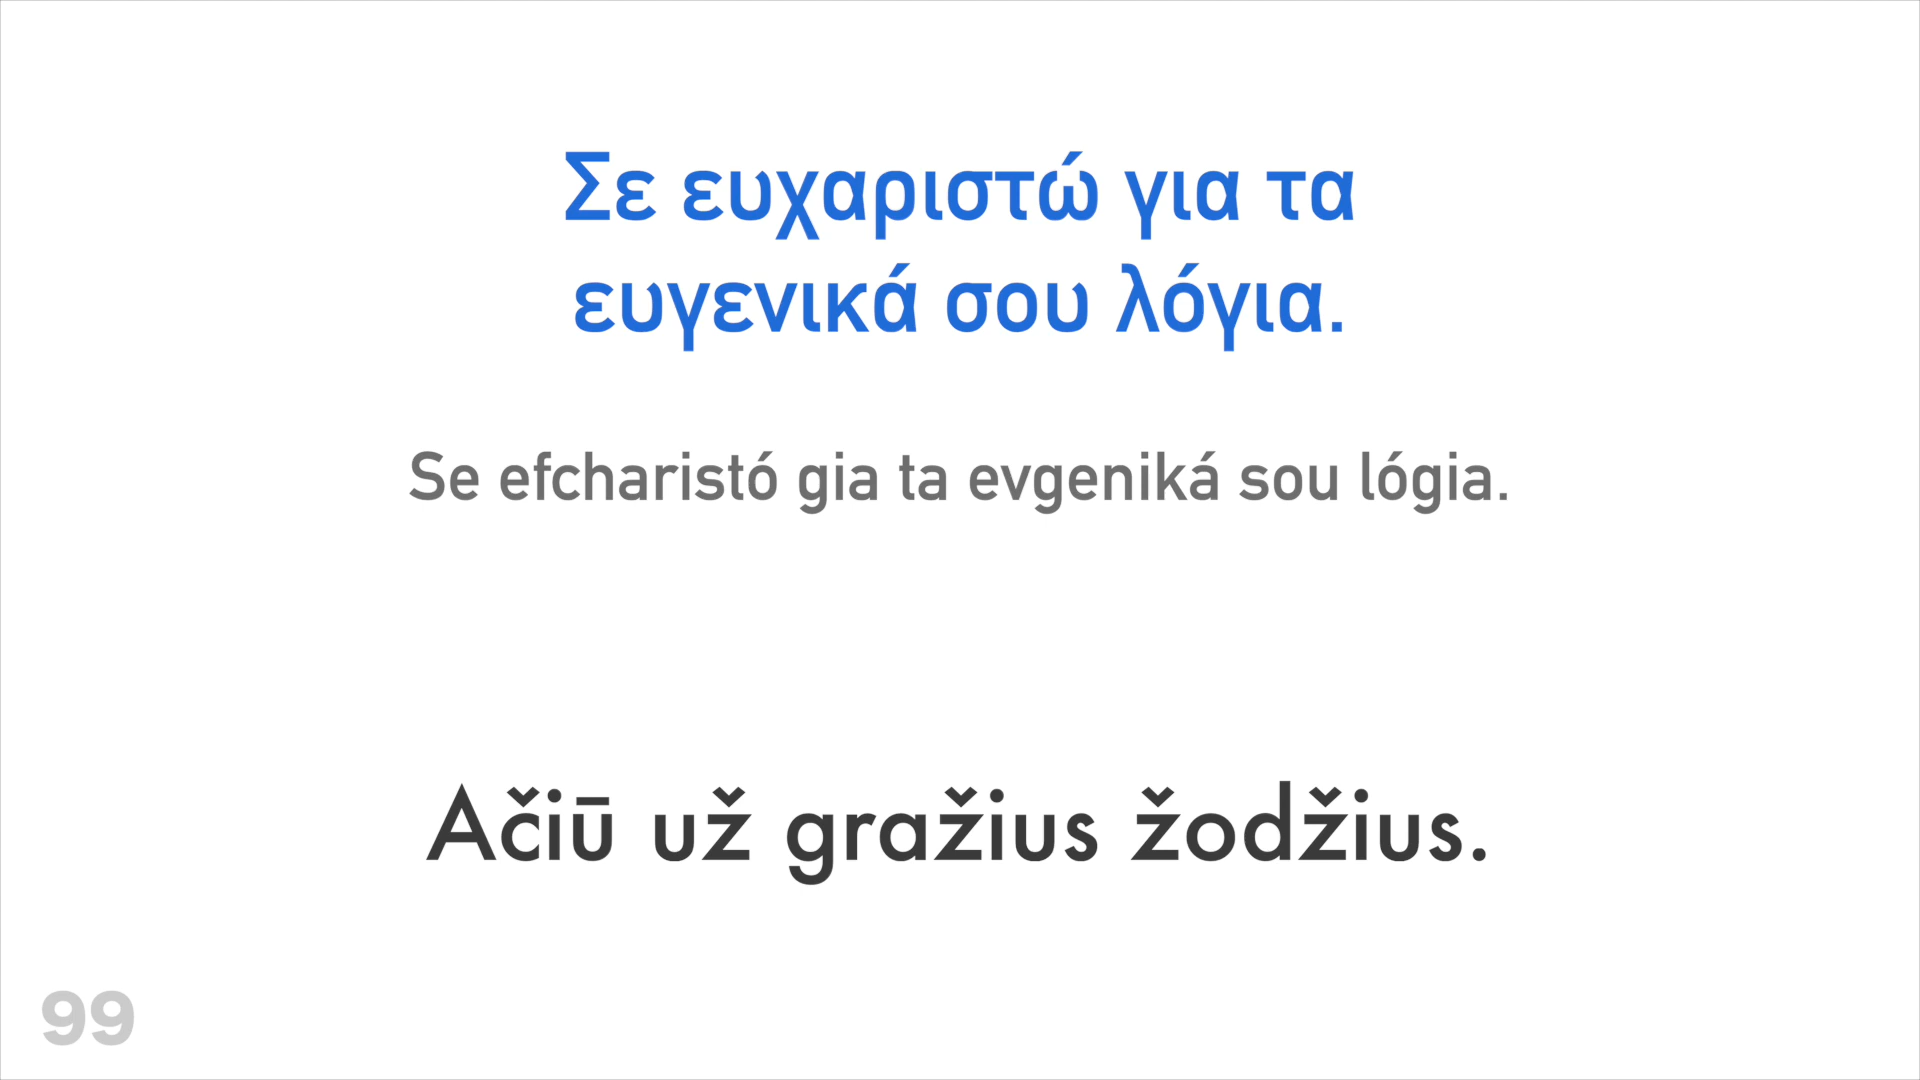 Σε ευχαριστώ για τα
ευγενικά σου λόγια.
Se efcharistó gia ta evgeniká sou lógia.
Ačiū už gražius žodžius.
99